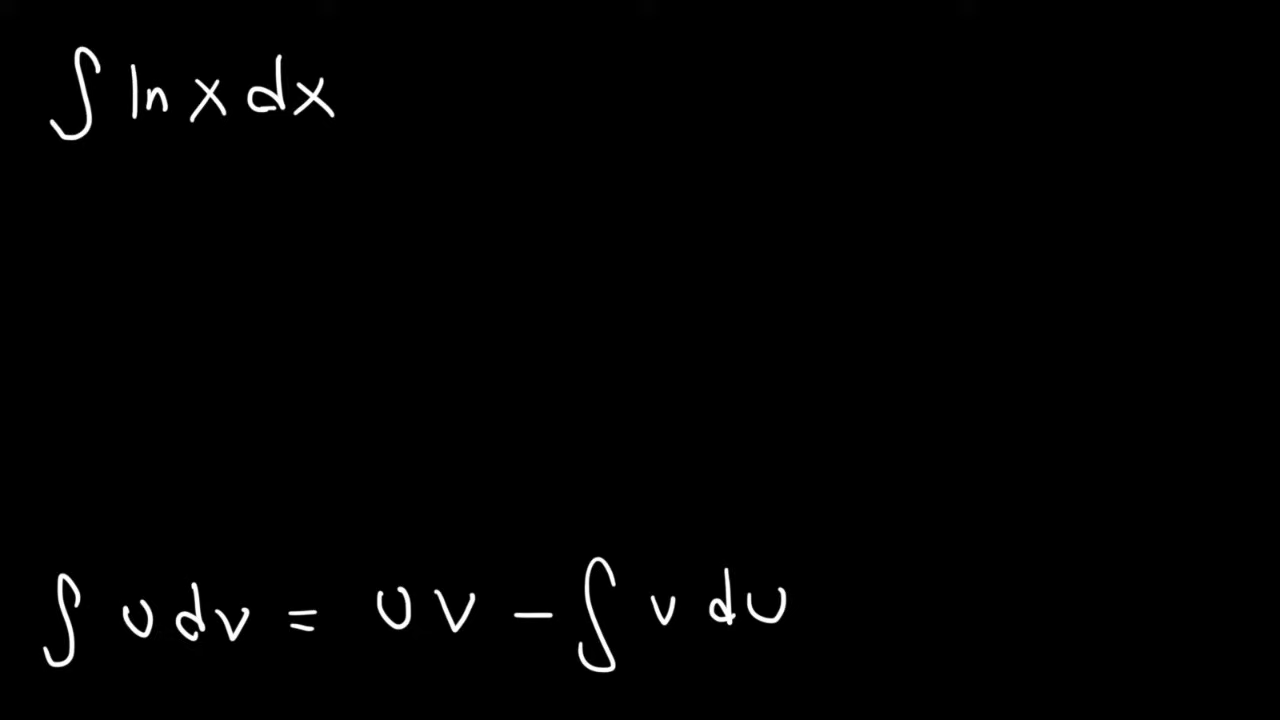 ∫ ln x dx
∫ u dv = uv - ∫ v du